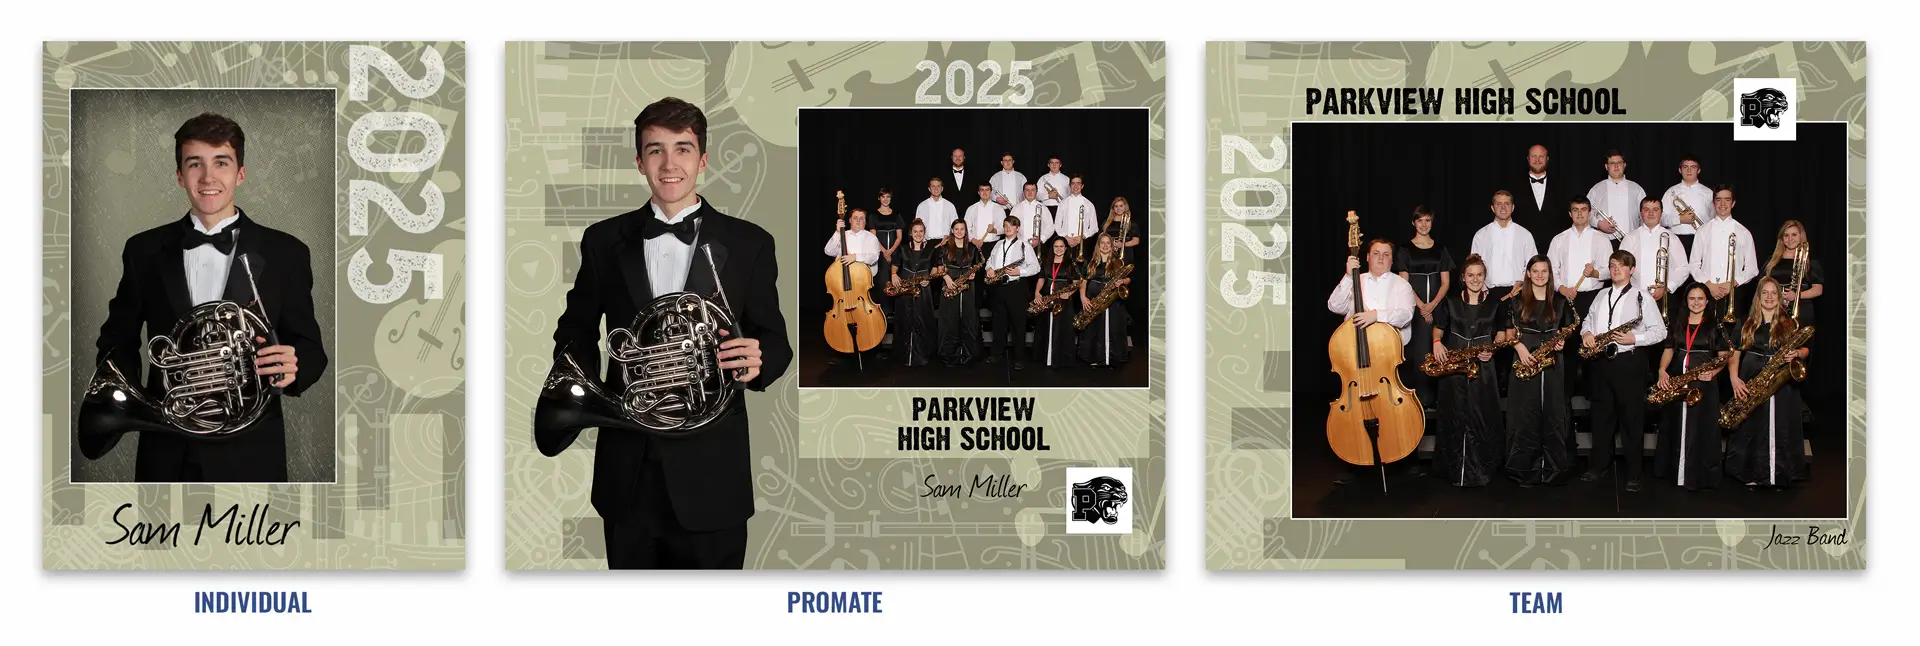 2025
Sam Miller
INDIVIDUAL
2025
PARKVIEW
HIGH SCHOOL
Sam Miller
P
PROMATE
PARKVIEW HIGH SCHOOL
P
2025
Jazz Band
TEAM